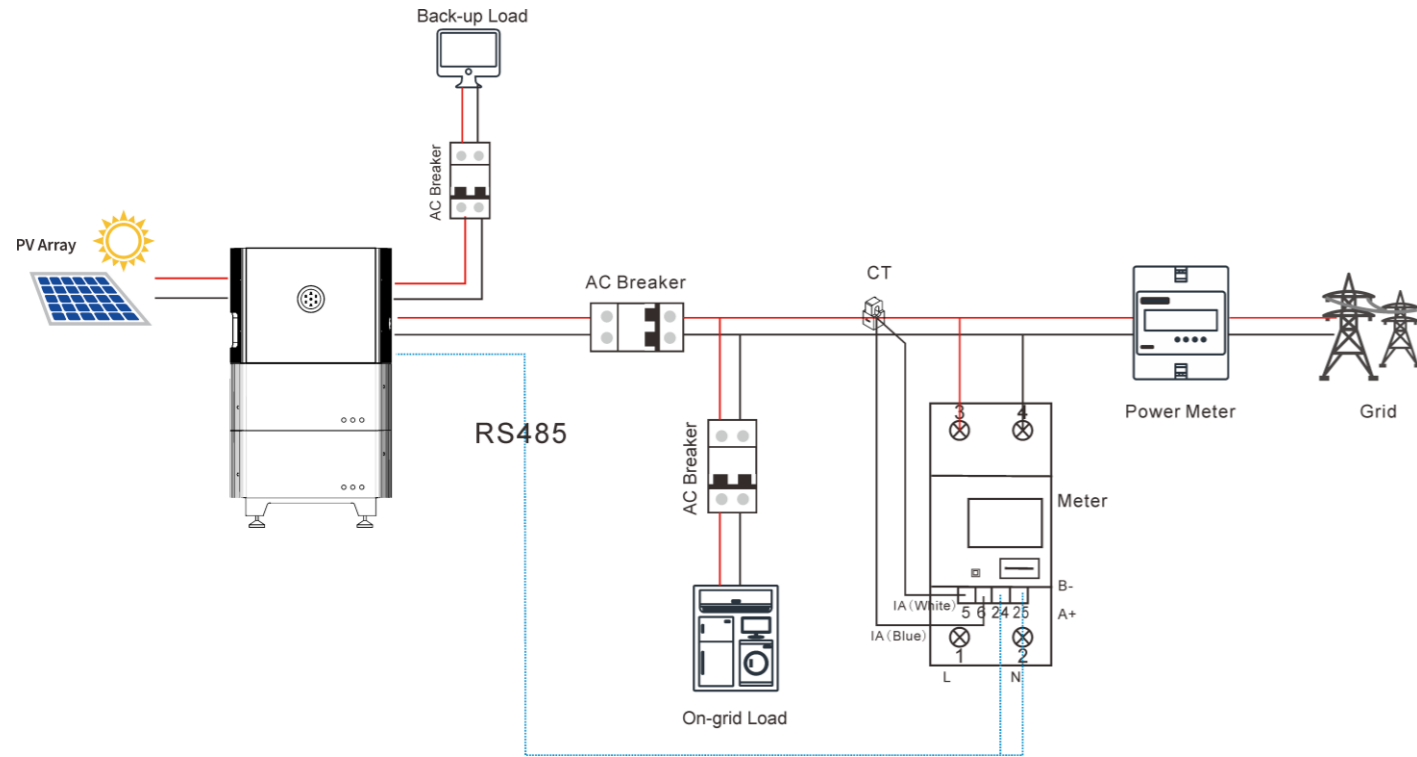 Back-up Load
AC Breaker
PV Array
AC Breaker
CT
Power Meter
Grid
RS485
AC Breaker
3 4
Meter
B-
IA (White)
5 6 24 25
A+
IA (Blue)
1 2
L N
On-grid Load